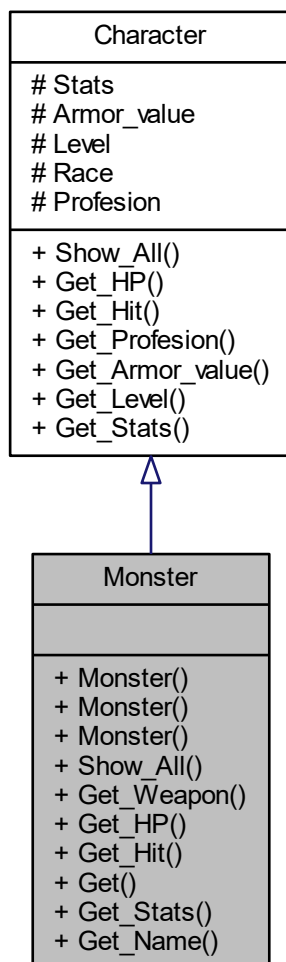 Character
# Stats
# Armor_value
# Level
# Race
# Profesion
+ Show_All()
+ Get_HP()
+ Get_Hit()
+ Get_Profesion()
+ Get_Armor_value()
+ Get_Level()
+ Get_Stats()
Monster
+ Monster()
+ Monster()
+ Monster()
+ Show_All()
+ Get_Weapon()
+ Get_HP()
+ Get_Hit()
+ Get()
+ Get_Stats()
+ Get_Name()